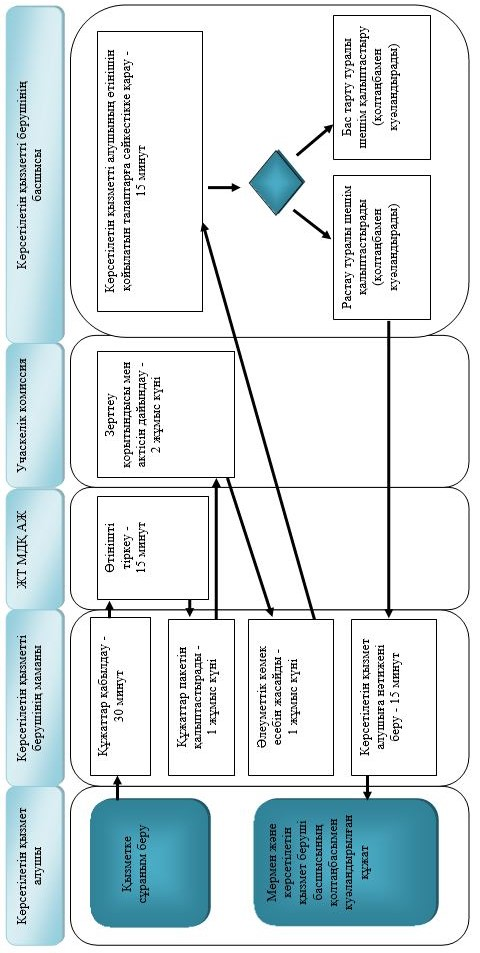 Көрсетілетін қызмет
алушы
Көрсетілетін қызметті
берушінің маманы
ЖТ МДҚ АЖ
Учаскелік комиссия
Көрсетілетін қызметті берушінің
басшысы
Қызметке
сұраным беру
Құжаттар қабылдау -
30 минут
Өтінішті
тіркеу -
15 минут
Құжаттар пакетін
қалыптастырады -
1 жұмыс күні
Зерттеу
қорытындысы мен
актісін дайындау -
2 жұмыс күні
Әлеуметтік көмек
есебін жасайды -
1 жұмыс күні
Көрсетілетін қызметті алушының өтінішін
қойылатын талаптарға сәйкестікке қарау -
15 минут
Растау туралы шешім
қалыптастырады
(қолтаңбамен
куәландырады)
Бас тарту туралы
шешім қалыптастыру
(қолтаңбамен
куәландырады)
Көрсетілетін қызмет
алушыға нәтижені
беру - 15 минут
Мөрмен және
көрсетілетін
қызмет беруші
басшысының
қолтаңбасымен
куәландырылған
құжат